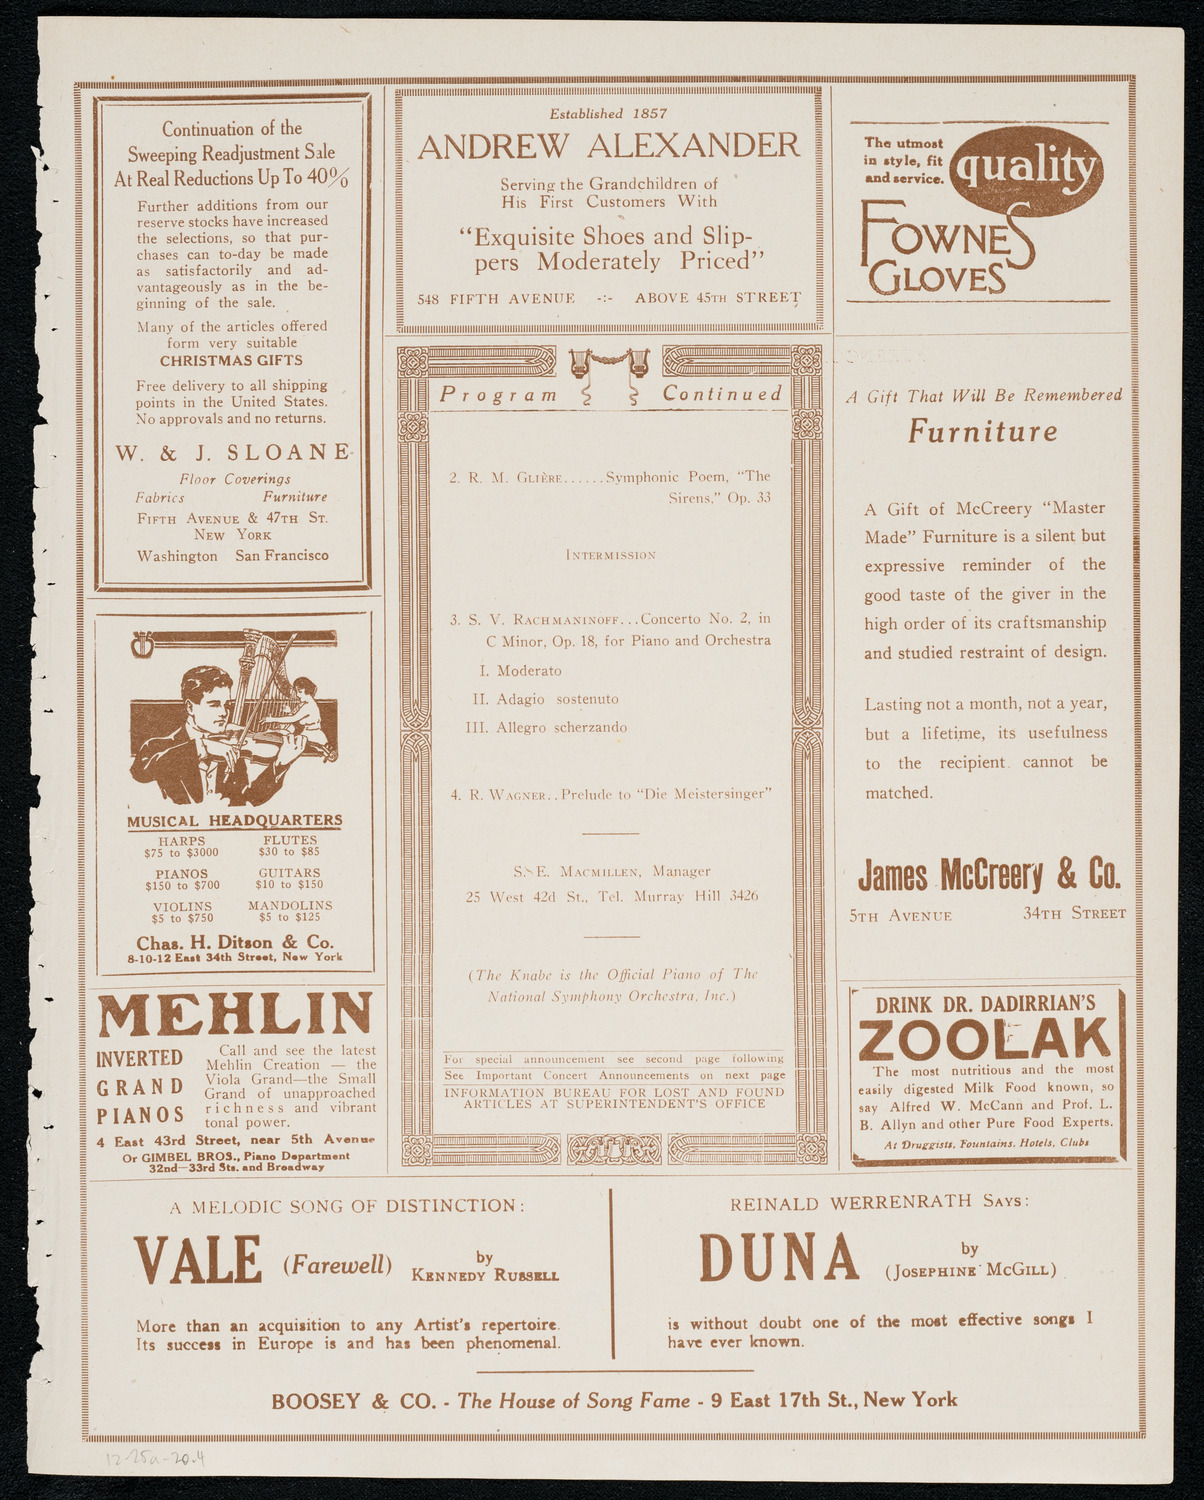 Continuation of the
Sweeping Readjustment Sale
At Real Reductions Up To 40%
Further additions from our
reserve stocks have increased
the selections, so that pur-
chases can to-day be made
as satisfactorily and ad-
vantageously as in the be-
ginning of the sale.
Many of the articles offered
form very suitable
CHRISTMAS GIFTS
Free delivery to all shipping
points in the United States.
No approvals and no returns.
W. & J. SLOANE
Floor Coverings
Fabrics Furniture
FIFTH AVENUE & 47TH ST.
NEW YORK
Washington San Francisco
MUSICAL HEADQUARTERS
HARPS FLUTES
$75 to $3000 $30 to $85
PIANOS GUITARS
$150 to $700 $10 to $150
VIOLINS MANDOLINS
$5 to $750 $5 to $125
Chas. H. Ditson & Co.
8-10-12 East 34th Street, New York
MEHLIN
INVERTED
GRAND
PIANOS
Call and see the latest
Mehlin Creation — the
Viola Grand—the Small
Grand of unapproached
richness and vibrant
tonal power.
4 East 43rd Street, near 5th Avenue
Or GIMBEL BROS., Piano Department
32nd—33rd Sts. and Broadway
Established 1857
ANDREW ALEXANDER
Serving the Grandchildren of
His First Customers With
"Exquisite Shoes and Slip-
pers Moderately Priced"
548 FIFTH AVENUE -:- ABOVE 45TH STREET
Program Continued
2. R. M. GLIÈRE......Symphonic Poem, "The
Sirens," Op. 33
INTERMISSION
3. S. V. RACHMANINOFF...Concerto No. 2, in
C Minor, Op. 18, for Piano and Orchestra
I. Moderato
II. Adagio sostenuto
III. Allegro scherzando
4. R. WAGNER..Prelude to "Die Meistersinger"
S. E. MACMILLEN, Manager
25 West 42d St., Tel. Murray Hill 3426
(The Knabe is the Official Piano of The
National Symphony Orchestra, Inc.)
For special announcement see second page following
See Important Concert Announcements on next page
INFORMATION BUREAU FOR LOST AND FOUND
ARTICLES AT SUPERINTENDENT'S OFFICE
The utmost
in style, fit
and service.
quality
FOWNES
GLOVES
A Gift That Will Be Remembered
Furniture
A Gift of McCreery "Master
Made" Furniture is a silent but
expressive reminder of the
good taste of the giver in the
high order of its craftsmanship
and studied restraint of design.
Lasting not a month, not a year,
but a lifetime, its usefulness
to the recipient cannot be
matched.
James McCreery & Co.
5TH AVENUE 34TH STREET
DRINK DR. DADIRRIAN'S
ZOOLAK
The most nutritious and the most
easily digested Milk Food known, so
say Alfred W. McCann and Prof. L.
B. Allyn and other Pure Food Experts.
At Druggists, Fountains, Hotels, Clubs
A MELODIC SONG OF DISTINCTION:
VALE (Farewell) by
KENNEDY RUSSELL
More than an acquisition to any Artist's repertoire.
Its success in Europe is and has been phenomenal.
REINALD WERRENRATH SAYS:
DUNA by
(JOSEPHINE McGILL)
is without doubt one of the most effective songs I
have ever known.
BOOSEY & CO. - The House of Song Fame - 9 East 17th St., New York
12-25a-20.4